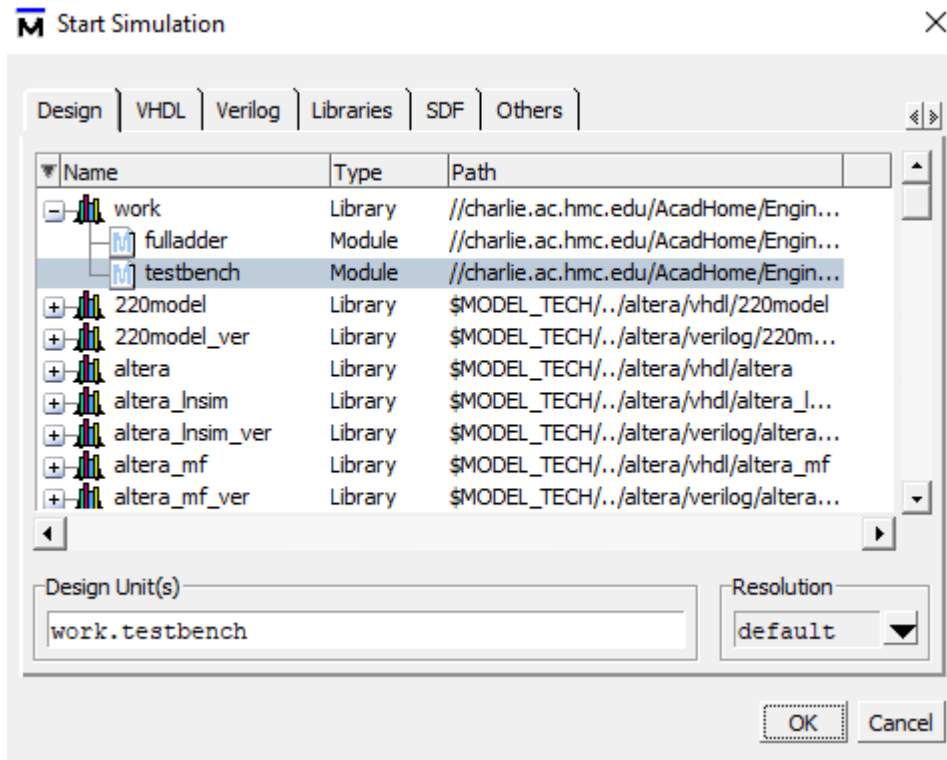 Start Simulation
Design VHDL Verilog Libraries SDF Others
Name Type Path
work Library //charlie.ac.hmc.edu/AcadHome/Engin...
fulladder Module //charlie.ac.hmc.edu/AcadHome/Engin...
testbench Module //charlie.ac.hmc.edu/AcadHome/Engin...
220model Library $MODEL_TECH/../altera/vhdl/220model
220model_ver Library $MODEL_TECH/../altera/verilog/220m...
altera Library $MODEL_TECH/../altera/vhdl/altera
altera_lnsim Library $MODEL_TECH/../altera/vhdl/altera_l...
altera_lnsim_ver Library $MODEL_TECH/../altera/verilog/altera...
altera_mf Library $MODEL_TECH/../altera/vhdl/altera_mf
altera_mf_ver Library $MODEL_TECH/../altera/verilog/altera...
Design Unit(s) Resolution
work.testbench default
OK Cancel